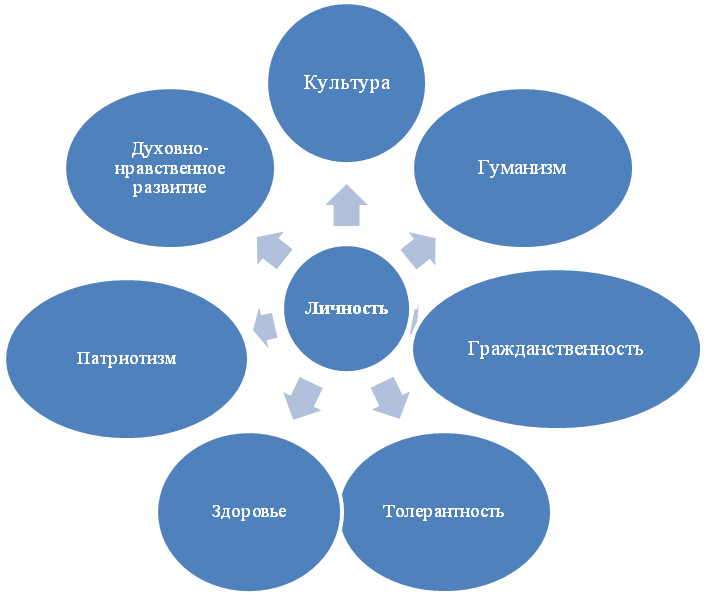 Культура
Духовно-
нравственное
развитие
Гуманизм
Личность
Патриотизм
Гражданственность
Здоровье
Толерантность